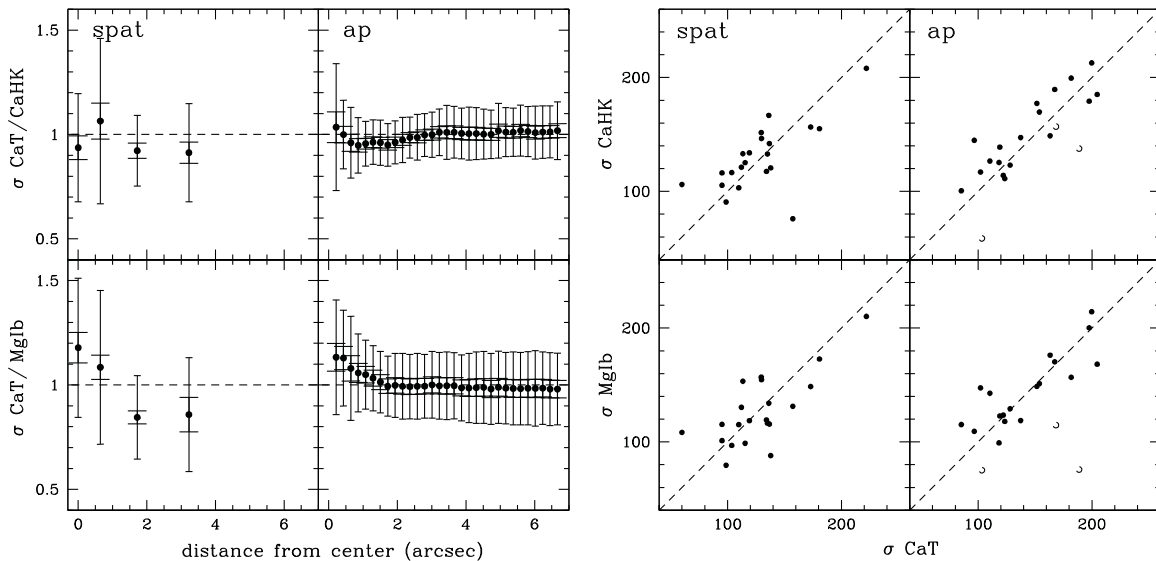 spat
ap
1.5
1
0.5
σ CaT/CaHK
1.5
1
0.5
σ CaT/MgIb
0 2 4 6 0 2 4 6
distance from center (arcsec)
spat
ap
200
100
σ CaHK
200
100
σ MgIb
100 200 100 200
σ CaT